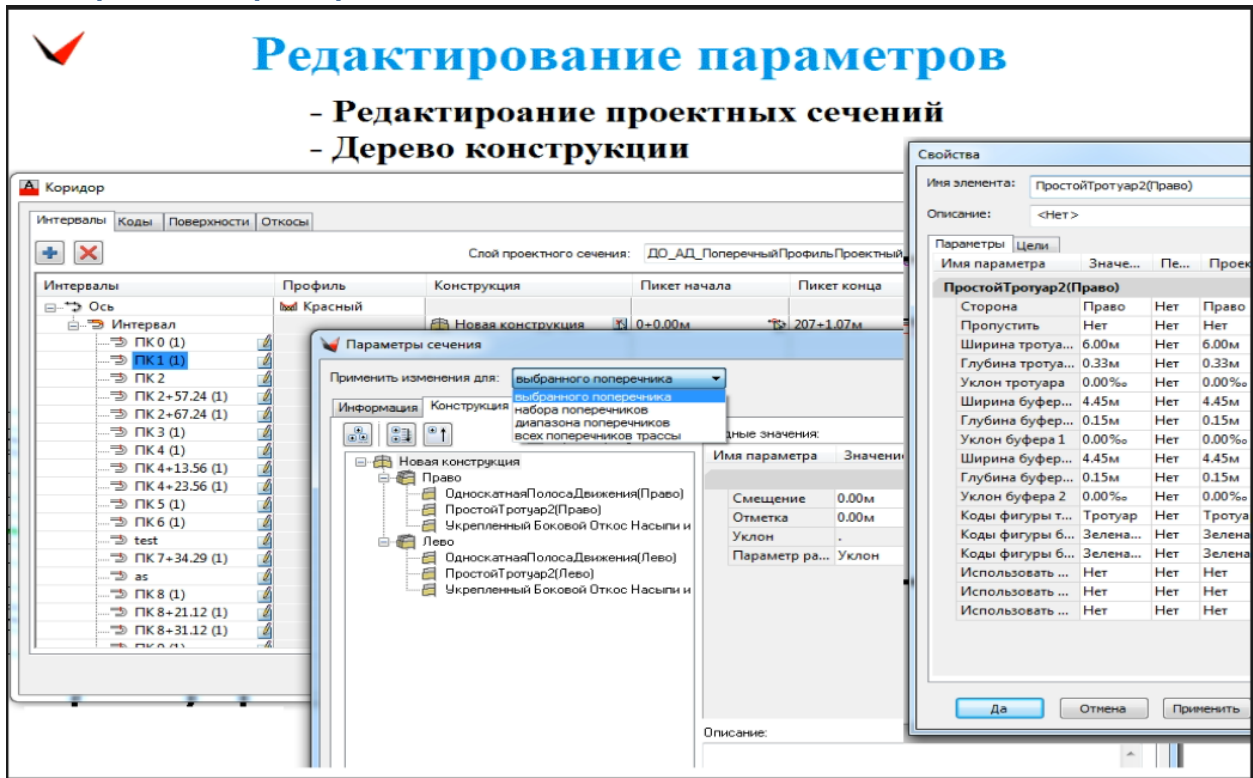 Редактирование параметров
- Редактироание проектных сечений
- Дерево конструкции
Коридор
Интервалы Коды Поверхности Откосы
Слой проектного сечения: ДО_АД_ПоперечныйПрофильПроектный
Интервалы Профиль Конструкция Пикет начала Пикет конца
Ось Красный
Интервал Новая конструкция 0+0.00м 207+1.07м
ПК 0 (1)
ПК 1 (1)
ПК 2
ПК 2+57.24 (1)
ПК 2+67.24 (1)
ПК 3 (1)
ПК 4 (1)
ПК 4+13.56 (1)
ПК 4+23.56 (1)
ПК 5 (1)
ПК 6 (1)
test
ПК 7+34.29 (1)
as
ПК 8 (1)
ПК 8+21.12 (1)
ПК 8+31.12 (1)
Параметры сечения
Применить изменения для: выбранного поперечника
выбранного поперечника
набора поперечников
диапазона поперечников
всех поперечников трассы
Информация Конструкция
дные значения:
Имя параметра Значени
Новая конструкция
Право
ОдноскатнаяПолосаДвижения(Право)
ПростойТротуар2(Право)
Укрепленный Боковой Откос Насыпи и
Лево
ОдноскатнаяПолосаДвижения(Лево)
ПростойТротуар2(Лево)
Укрепленный Боковой Откос Насыпи и
Смещение 0.00м
Отметка 0.00м
Уклон .
Параметр ра... Уклон
Описание:
Свойства
Имя элемента: ПростойТротуар2(Право)
Описание: <Нет>
Параметры Цели
Имя параметра Значе... Пе... Проек
ПростойТротуар2(Право)
Сторона Право Нет Право
Пропустить Нет Нет Нет
Ширина тротуа... 6.00м Нет 6.00м
Глубина тротуа... 0.33м Нет 0.33м
Уклон тротуара 0.00‰ Нет 0.00‰
Ширина буфер... 4.45м Нет 4.45м
Глубина буфер... 0.15м Нет 0.15м
Уклон буфера 1 0.00‰ Нет 0.00‰
Ширина буфер... 4.45м Нет 4.45м
Глубина буфер... 0.15м Нет 0.15м
Уклон буфера 2 0.00‰ Нет 0.00‰
Коды фигуры т... Тротуар Нет Тротуа
Коды фигуры б... Зелена... Нет Зелена
Коды фигуры б... Зелена... Нет Зелена
Использовать ... Нет Нет Нет
Использовать ... Нет Нет Нет
Использовать ... Нет Нет Нет
Да Отмена Применить